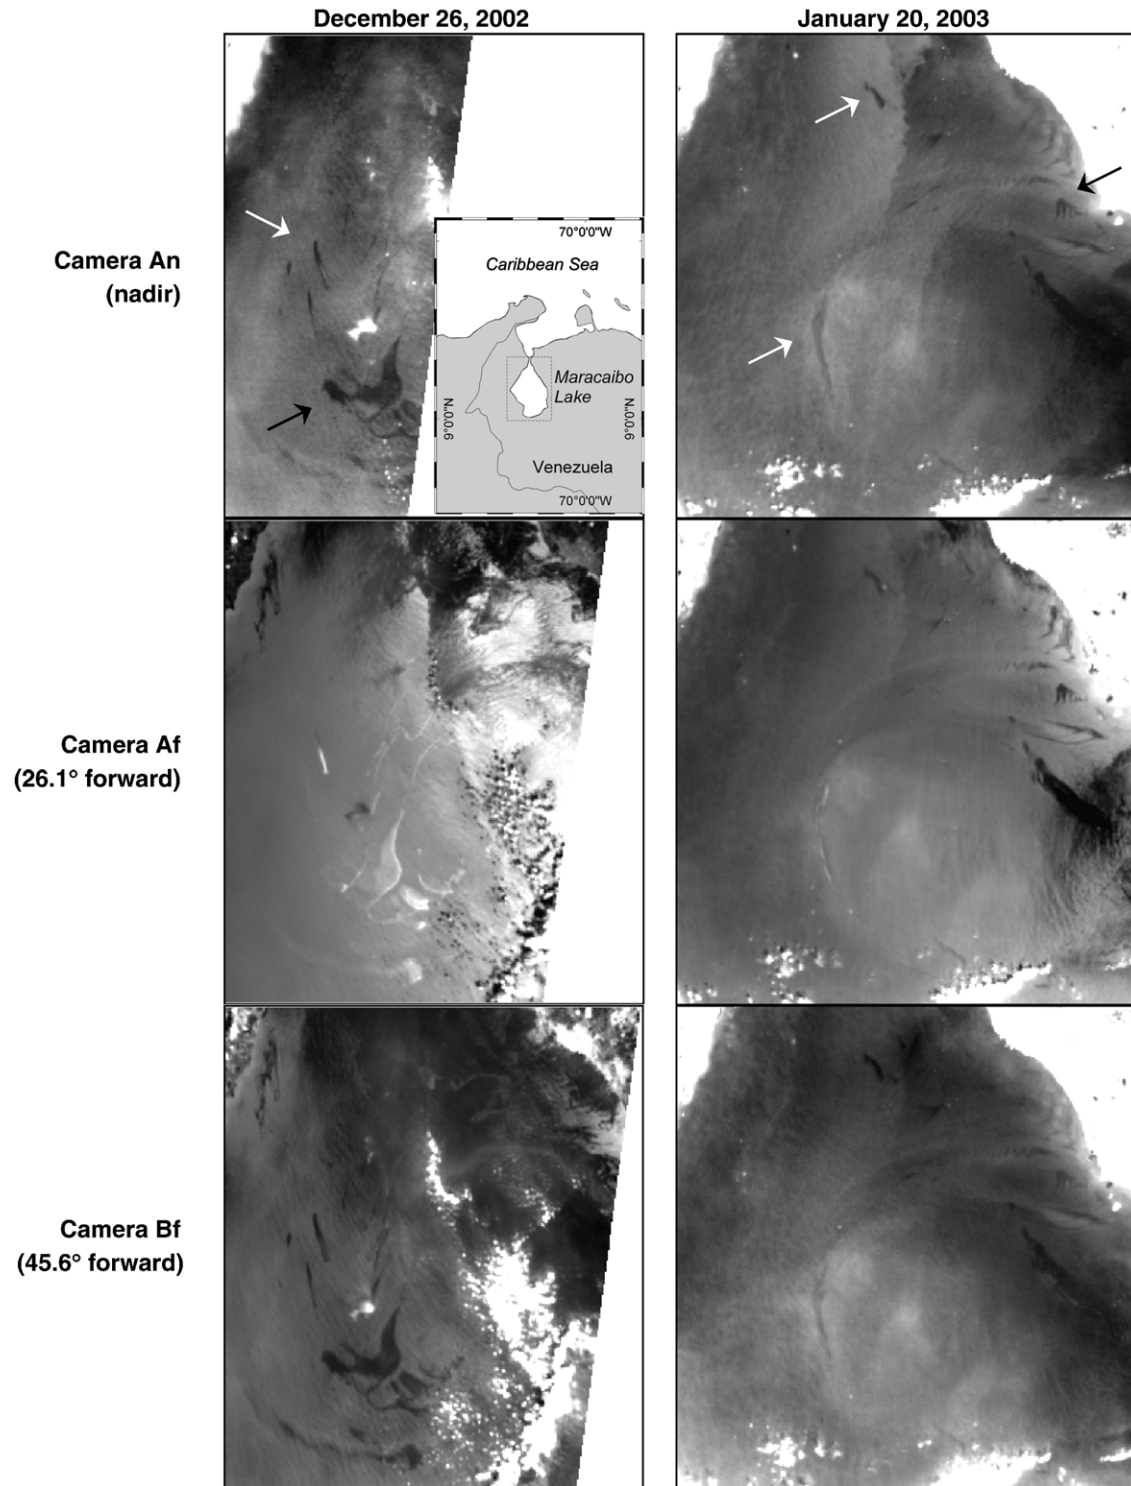 December 26, 2002
January 20, 2003
Camera An
(nadir)
70°0'0"W
Caribbean Sea
Maracaibo
Lake
9°0'0"N
9°0'0"N
Venezuela
70°0'0"W
Camera Af
(26.1° forward)
Camera Bf
(45.6° forward)